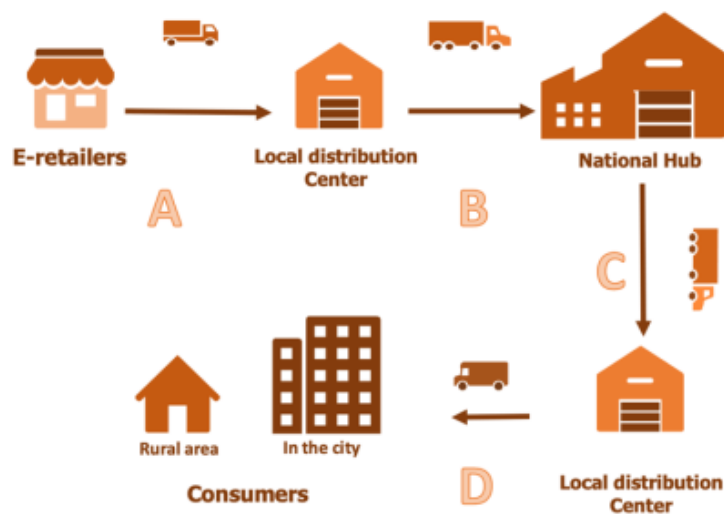 E-retailers
Local distribution
Center
National Hub
A
B
C
Rural area
In the city
Consumers
D
Local distribution
Center